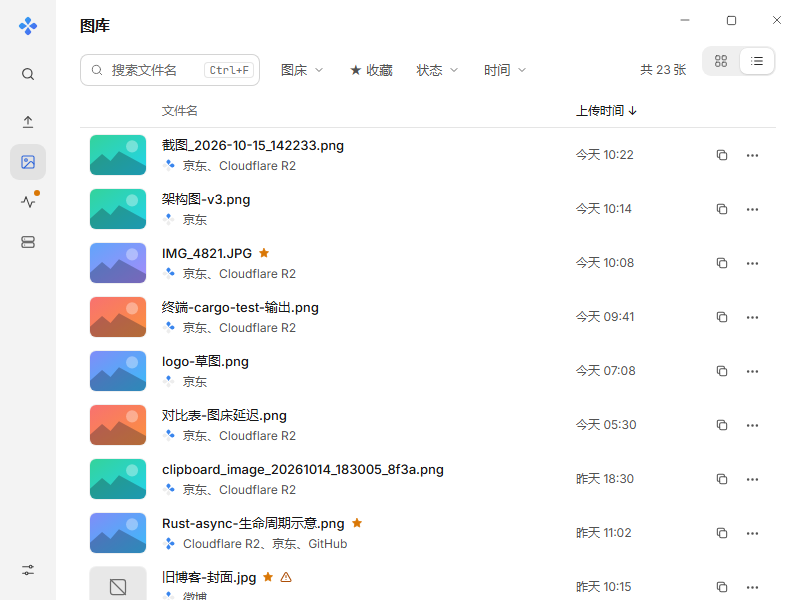 图库
搜索文件名 Ctrl+F 图床 ★ 收藏 状态 时间 共 23 张
文件名 上传时间 ↓
截图_2026-10-15_142233.png
京东、Cloudflare R2 今天 10:22
架构图-v3.png
京东 今天 10:14
IMG_4821.JPG
京东、Cloudflare R2 今天 10:08
终端-cargo-test-输出.png
京东、Cloudflare R2 今天 09:41
logo-草图.png
京东 今天 07:08
对比表-图床延迟.png
京东、Cloudflare R2 今天 05:30
clipboard_image_20261014_183005_8f3a.png
京东、Cloudflare R2 昨天 18:30
Rust-async-生命周期示意.png
Cloudflare R2、京东、GitHub 昨天 11:02
旧博客-封面.jpg
微博 昨天 10:15